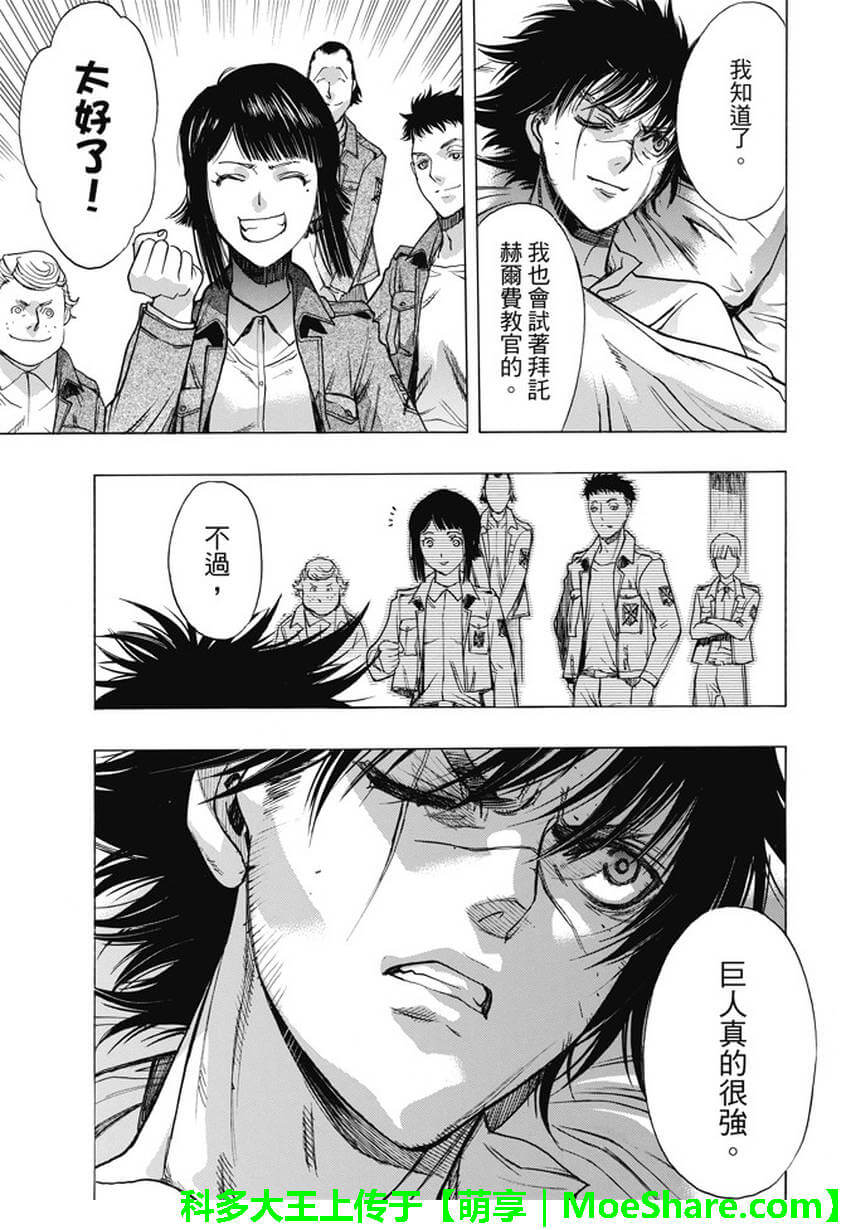 我知道了。
我也會試著拜託
赫爾費教官的。
太好了！
不過，
巨人真的很強。
科多大王上传于【萌享｜MoeShare.com】